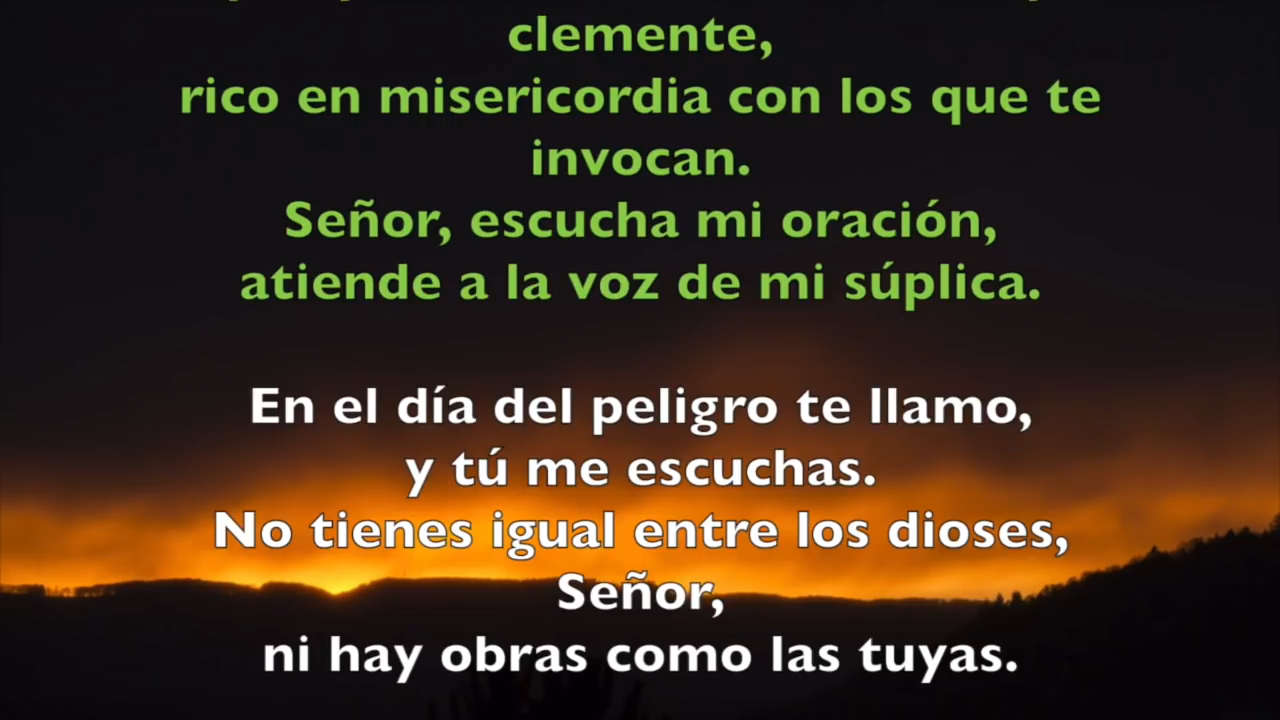 clemente,
rico en misericordia con los que te
invocan.
Señor, escucha mi oración,
atiende a la voz de mi súplica.
En el día del peligro te llamo,
y tú me escuchas.
No tienes igual entre los dioses,
Señor,
ni hay obras como las tuyas.